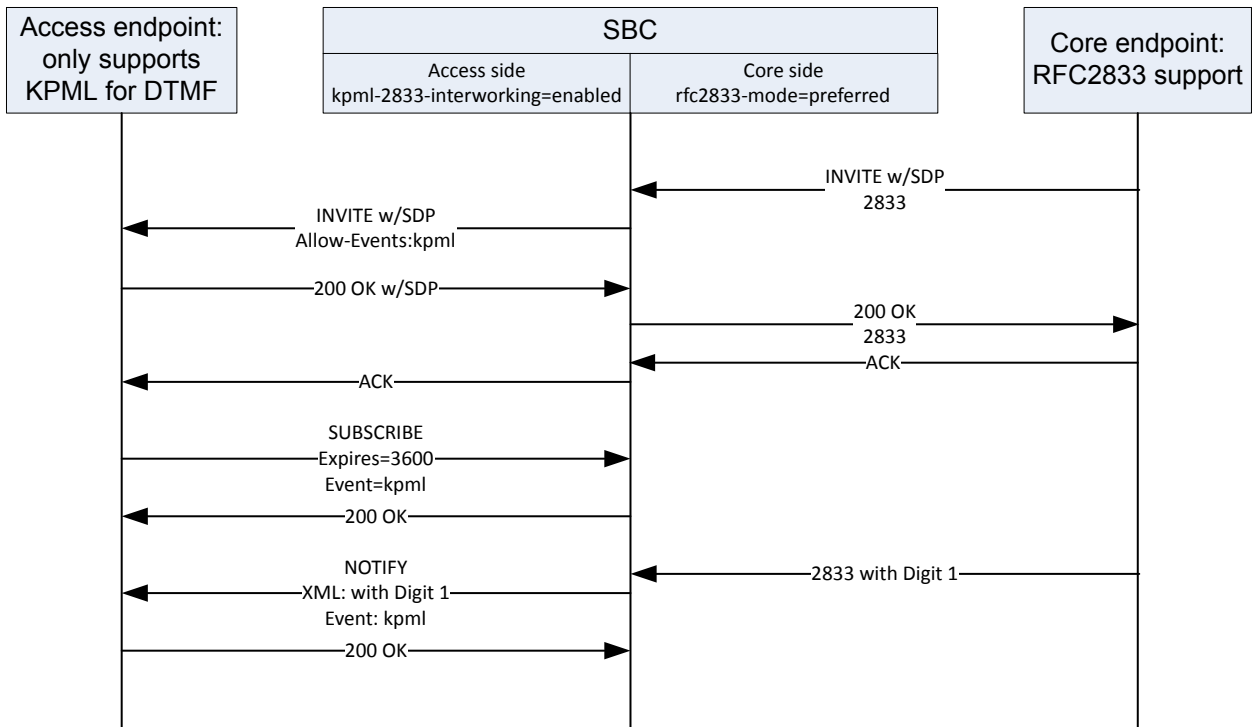 Access endpoint:
only supports
KPML for DTMF
SBC
Access side
kpml-2833-interworking=enabled
Core side
rfc2833-mode=preferred
Core endpoint:
RFC2833 support
INVITE w/SDP
2833
INVITE w/SDP
Allow-Events:kpml
200 OK w/SDP
200 OK
2833
ACK
ACK
SUBSCRIBE
Expires=3600
Event=kpml
200 OK
2833 with Digit 1
NOTIFY
XML: with Digit 1
Event: kpml
200 OK